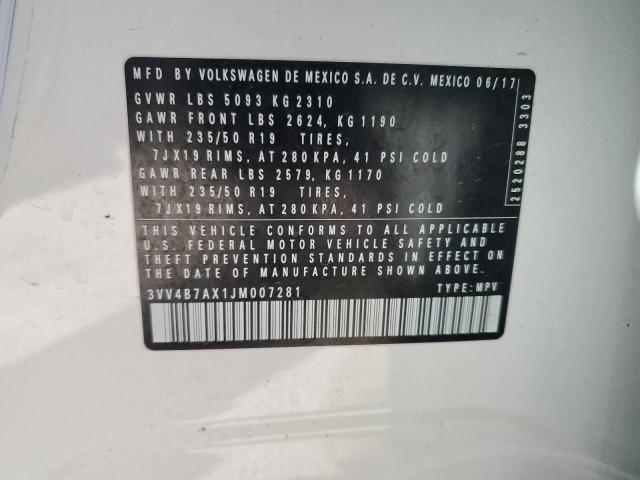 MFD BY VOLKSWAGEN DE MEXICO S.A. DE C.V. MEXICO 06/17
GVWR LBS 5093 KG 2310
GAWR FRONT LBS 2624, KG 1190
WITH 235/50 R19 TIRES,
7JX19 RIMS, AT 280 KPA, 41 PSI COLD
GAWR REAR LBS 2579, KG 1170
WITH 235/50 R19 TIRES,
7JX19 RIMS, AT 280 KPA, 41 PSI COLD
THIS VEHICLE CONFORMS TO ALL APPLICABLE
U.S. FEDERAL MOTOR VEHICLE SAFETY AND
THEFT PREVENTION STANDARDS IN EFFECT ON
THE DATE OF MANUFACTURE SHOWN ABOVE
3VV4B7AX1JM007281 TYPE: MPV
2520288 3303